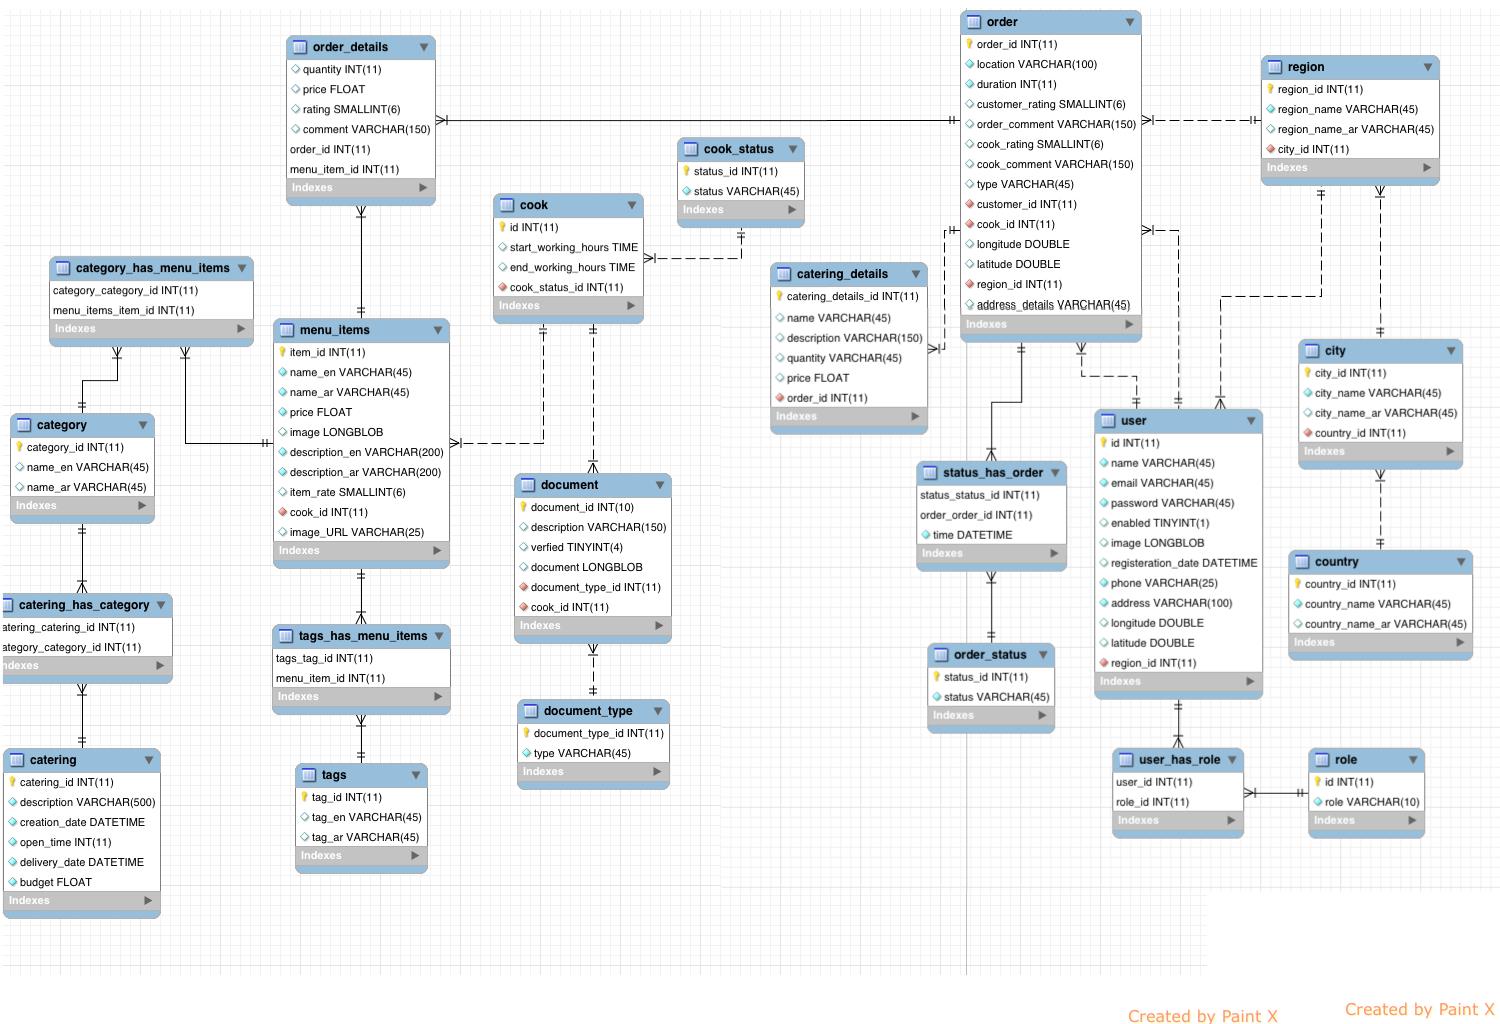 order_details
quantity INT(11)
price FLOAT
rating SMALLINT(6)
comment VARCHAR(150)
order_id INT(11)
menu_item_id INT(11)
Indexes
order
order_id INT(11)
location VARCHAR(100)
duration INT(11)
customer_rating SMALLINT(6)
order_comment VARCHAR(150)
cook_rating SMALLINT(6)
cook_comment VARCHAR(150)
type VARCHAR(45)
customer_id INT(11)
cook_id INT(11)
longitude DOUBLE
latitude DOUBLE
region_id INT(11)
address_details VARCHAR(45)
Indexes
region
region_id INT(11)
region_name VARCHAR(45)
region_name_ar VARCHAR(45)
city_id INT(11)
Indexes
cook_status
status_id INT(11)
status VARCHAR(45)
Indexes
cook
id INT(11)
start_working_hours TIME
end_working_hours TIME
cook_status_id INT(11)
Indexes
category_has_menu_items
category_category_id INT(11)
menu_items_item_id INT(11)
Indexes
catering_details
catering_details_id INT(11)
name VARCHAR(45)
description VARCHAR(150)
quantity VARCHAR(45)
price FLOAT
order_id INT(11)
Indexes
menu_items
item_id INT(11)
name_en VARCHAR(45)
name_ar VARCHAR(45)
price FLOAT
image LONGBLOB
description_en VARCHAR(200)
description_ar VARCHAR(200)
item_rate SMALLINT(6)
cook_id INT(11)
image_URL VARCHAR(25)
Indexes
city
city_id INT(11)
city_name VARCHAR(45)
city_name_ar VARCHAR(45)
country_id INT(11)
Indexes
category
category_id INT(11)
name_en VARCHAR(45)
name_ar VARCHAR(45)
Indexes
user
id INT(11)
name VARCHAR(45)
email VARCHAR(45)
password VARCHAR(45)
enabled TINYINT(1)
image LONGBLOB
registeration_date DATETIME
phone VARCHAR(25)
address VARCHAR(100)
longitude DOUBLE
latitude DOUBLE
region_id INT(11)
Indexes
status_has_order
status_status_id INT(11)
order_order_id INT(11)
time DATETIME
Indexes
document
document_id INT(10)
description VARCHAR(150)
verfied TINYINT(4)
document LONGBLOB
document_type_id INT(11)
cook_id INT(11)
Indexes
country
country_id INT(11)
country_name VARCHAR(45)
country_name_ar VARCHAR(45)
Indexes
catering_has_category
atering_catering_id INT(11)
ategory_category_id INT(11)
ndexes
tags_has_menu_items
tags_tag_id INT(11)
menu_item_id INT(11)
Indexes
order_status
status_id INT(11)
status VARCHAR(45)
Indexes
document_type
document_type_id INT(11)
type VARCHAR(45)
Indexes
catering
catering_id INT(11)
description VARCHAR(500)
creation_date DATETIME
open_time INT(11)
delivery_date DATETIME
budget FLOAT
Indexes
tags
tag_id INT(11)
tag_en VARCHAR(45)
tag_ar VARCHAR(45)
Indexes
user_has_role
user_id INT(11)
role_id INT(11)
Indexes
role
id INT(11)
role VARCHAR(10)
Indexes
Created by Paint X
Created by Paint X